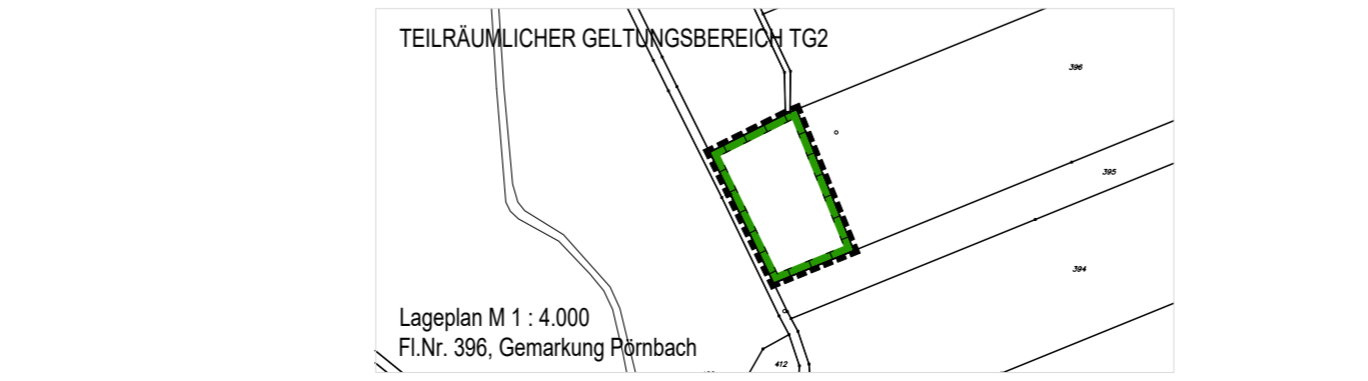 TEILRÄUMLICHER GELTUNGSBEREICH TG2
396
395
394
Lageplan M 1 : 4.000
Fl.Nr. 396, Gemarkung Pörnbach
412